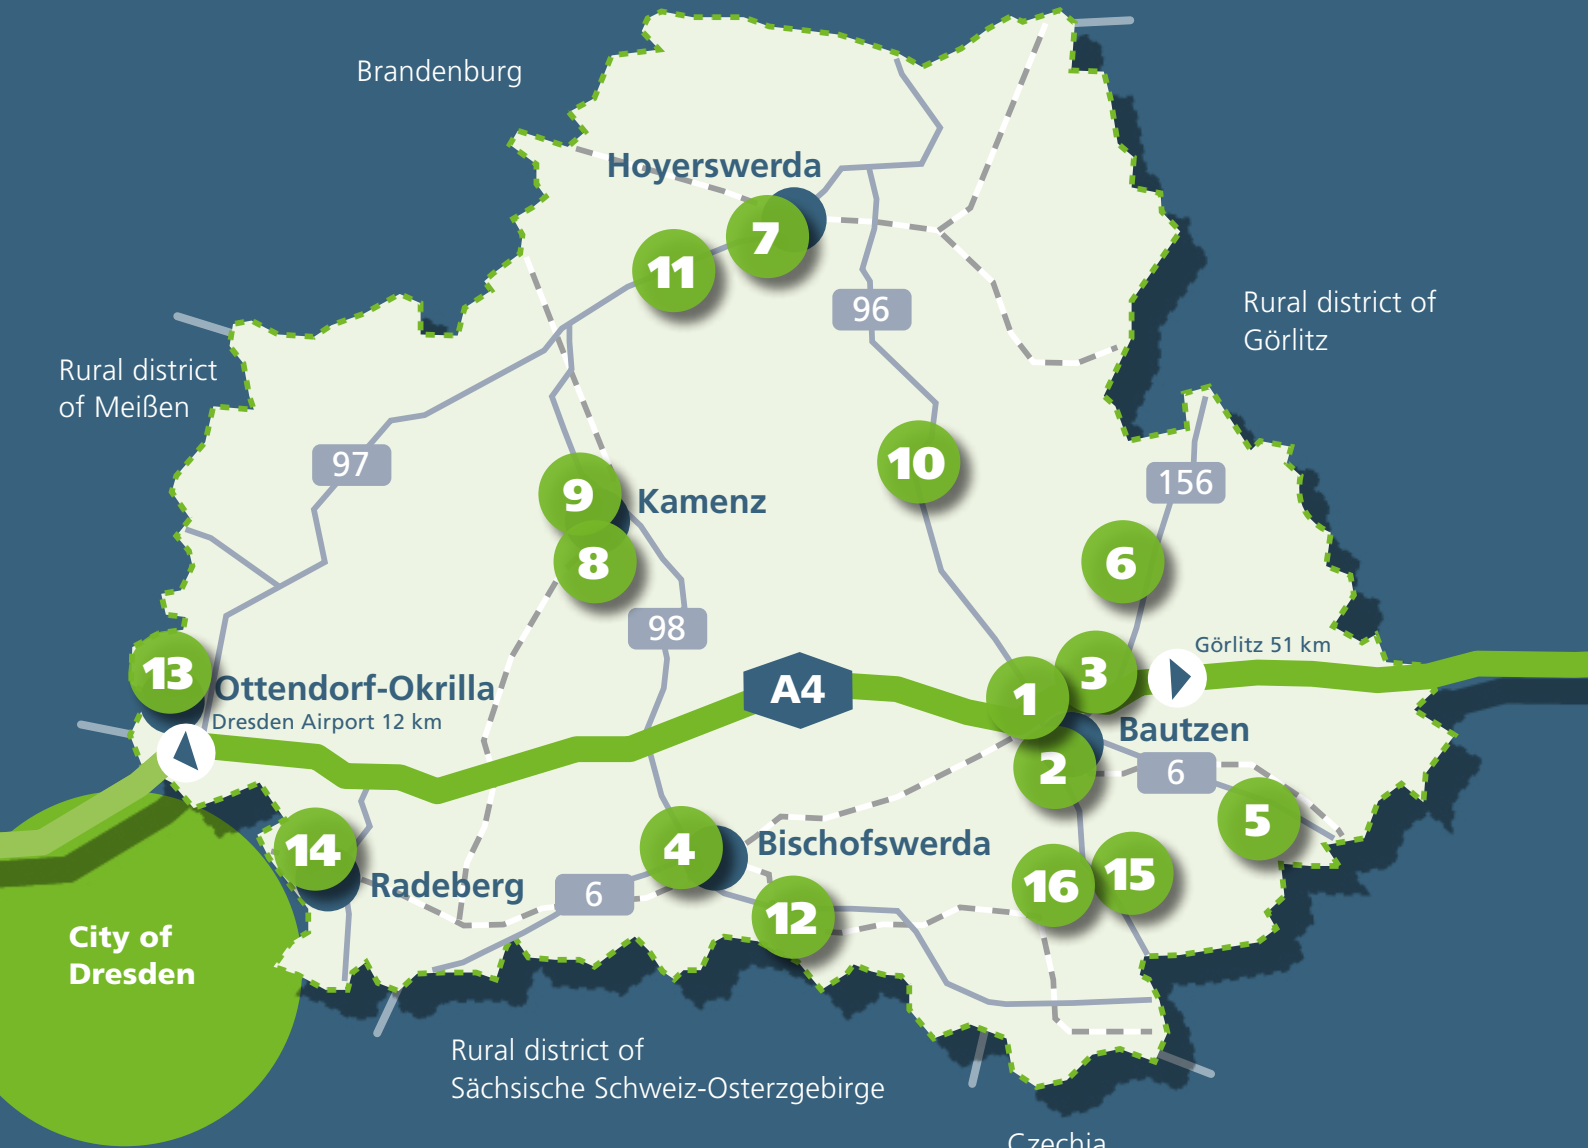 Brandenburg
Hoyerswerda
7
11
96
Rural district of
Görlitz
Rural district
of Meißen
97
10
156
9
Kamenz
8
6
98
Görlitz 51 km
13
Ottendorf-Okrilla
Dresden Airport 12 km
A4
1
3
Bautzen
2
6
5
14
Radeberg
4
Bischofswerda
6
12
16
15
City of
Dresden
Rural district of
Sächsische Schweiz-Osterzgebirge
Czechia